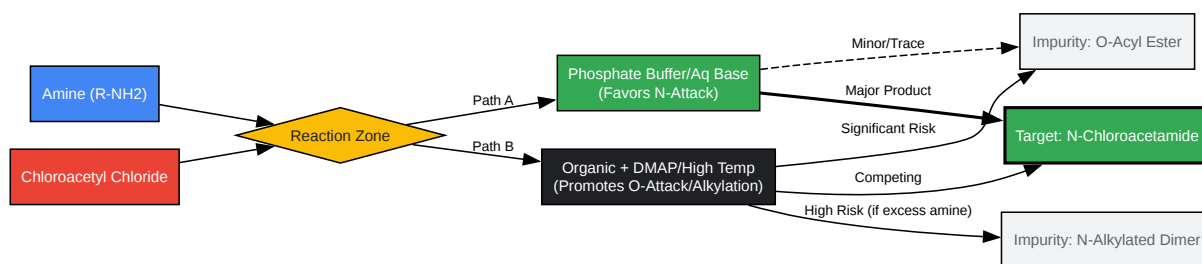 Amine (R-NH2)
Chloroacetyl Chloride
Reaction Zone
Path A
Path B
Phosphate Buffer/Aq Base
(Favors N-Attack)
Organic + DMAP/High Temp
(Promotes O-Attack/Alkylation)
Minor/Trace
Major Product
Significant Risk
Competing
High Risk (if excess amine)
Impurity: O-Acyl Ester
Target: N-Chloroacetamide
Impurity: N-Alkylated Dimer